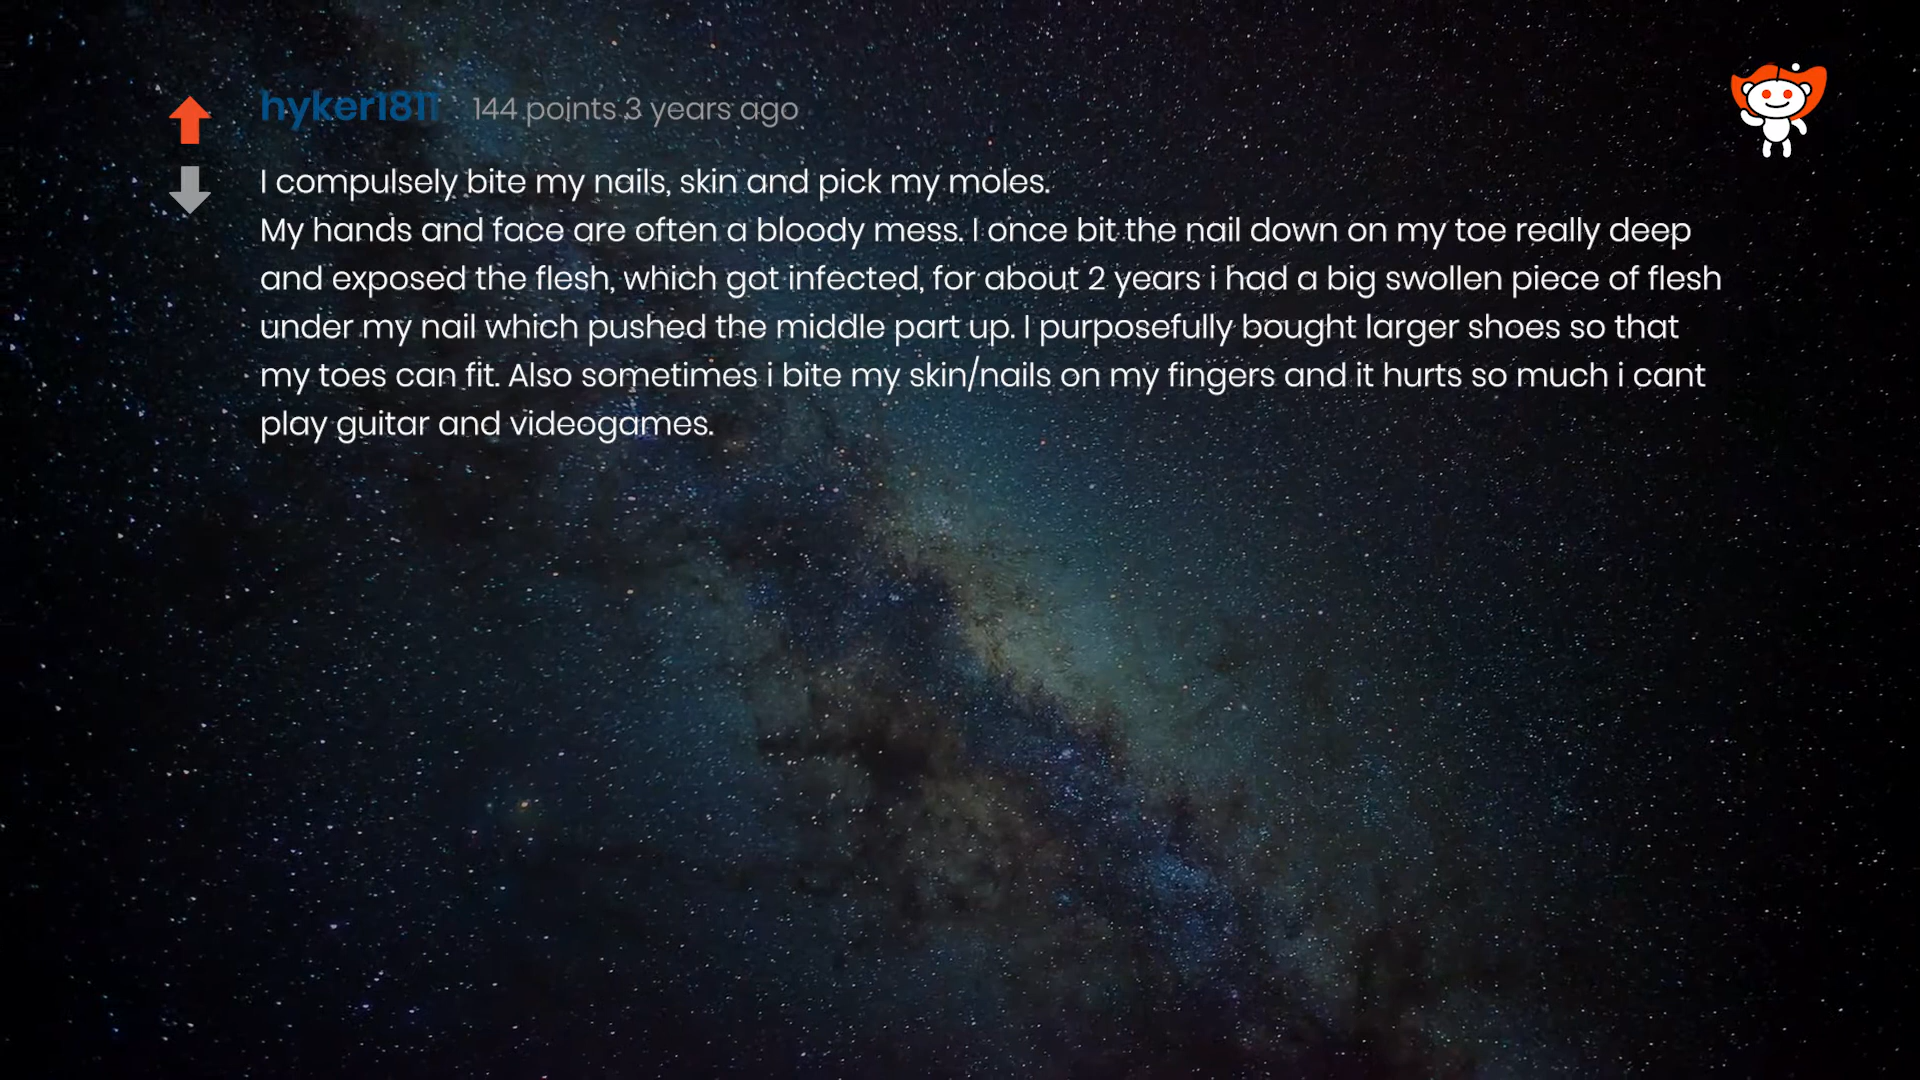 hyker1811 144 points 3 years ago
I compulsely bite my nails, skin and pick my moles.
My hands and face are often a bloody mess. I once bit the nail down on my toe really deep
and exposed the flesh, which got infected, for about 2 years i had a big swollen piece of flesh
under my nail which pushed the middle part up. I purposefully bought larger shoes so that
my toes can fit. Also sometimes i bite my skin/nails on my fingers and it hurts so much i cant
play guitar and videogames.